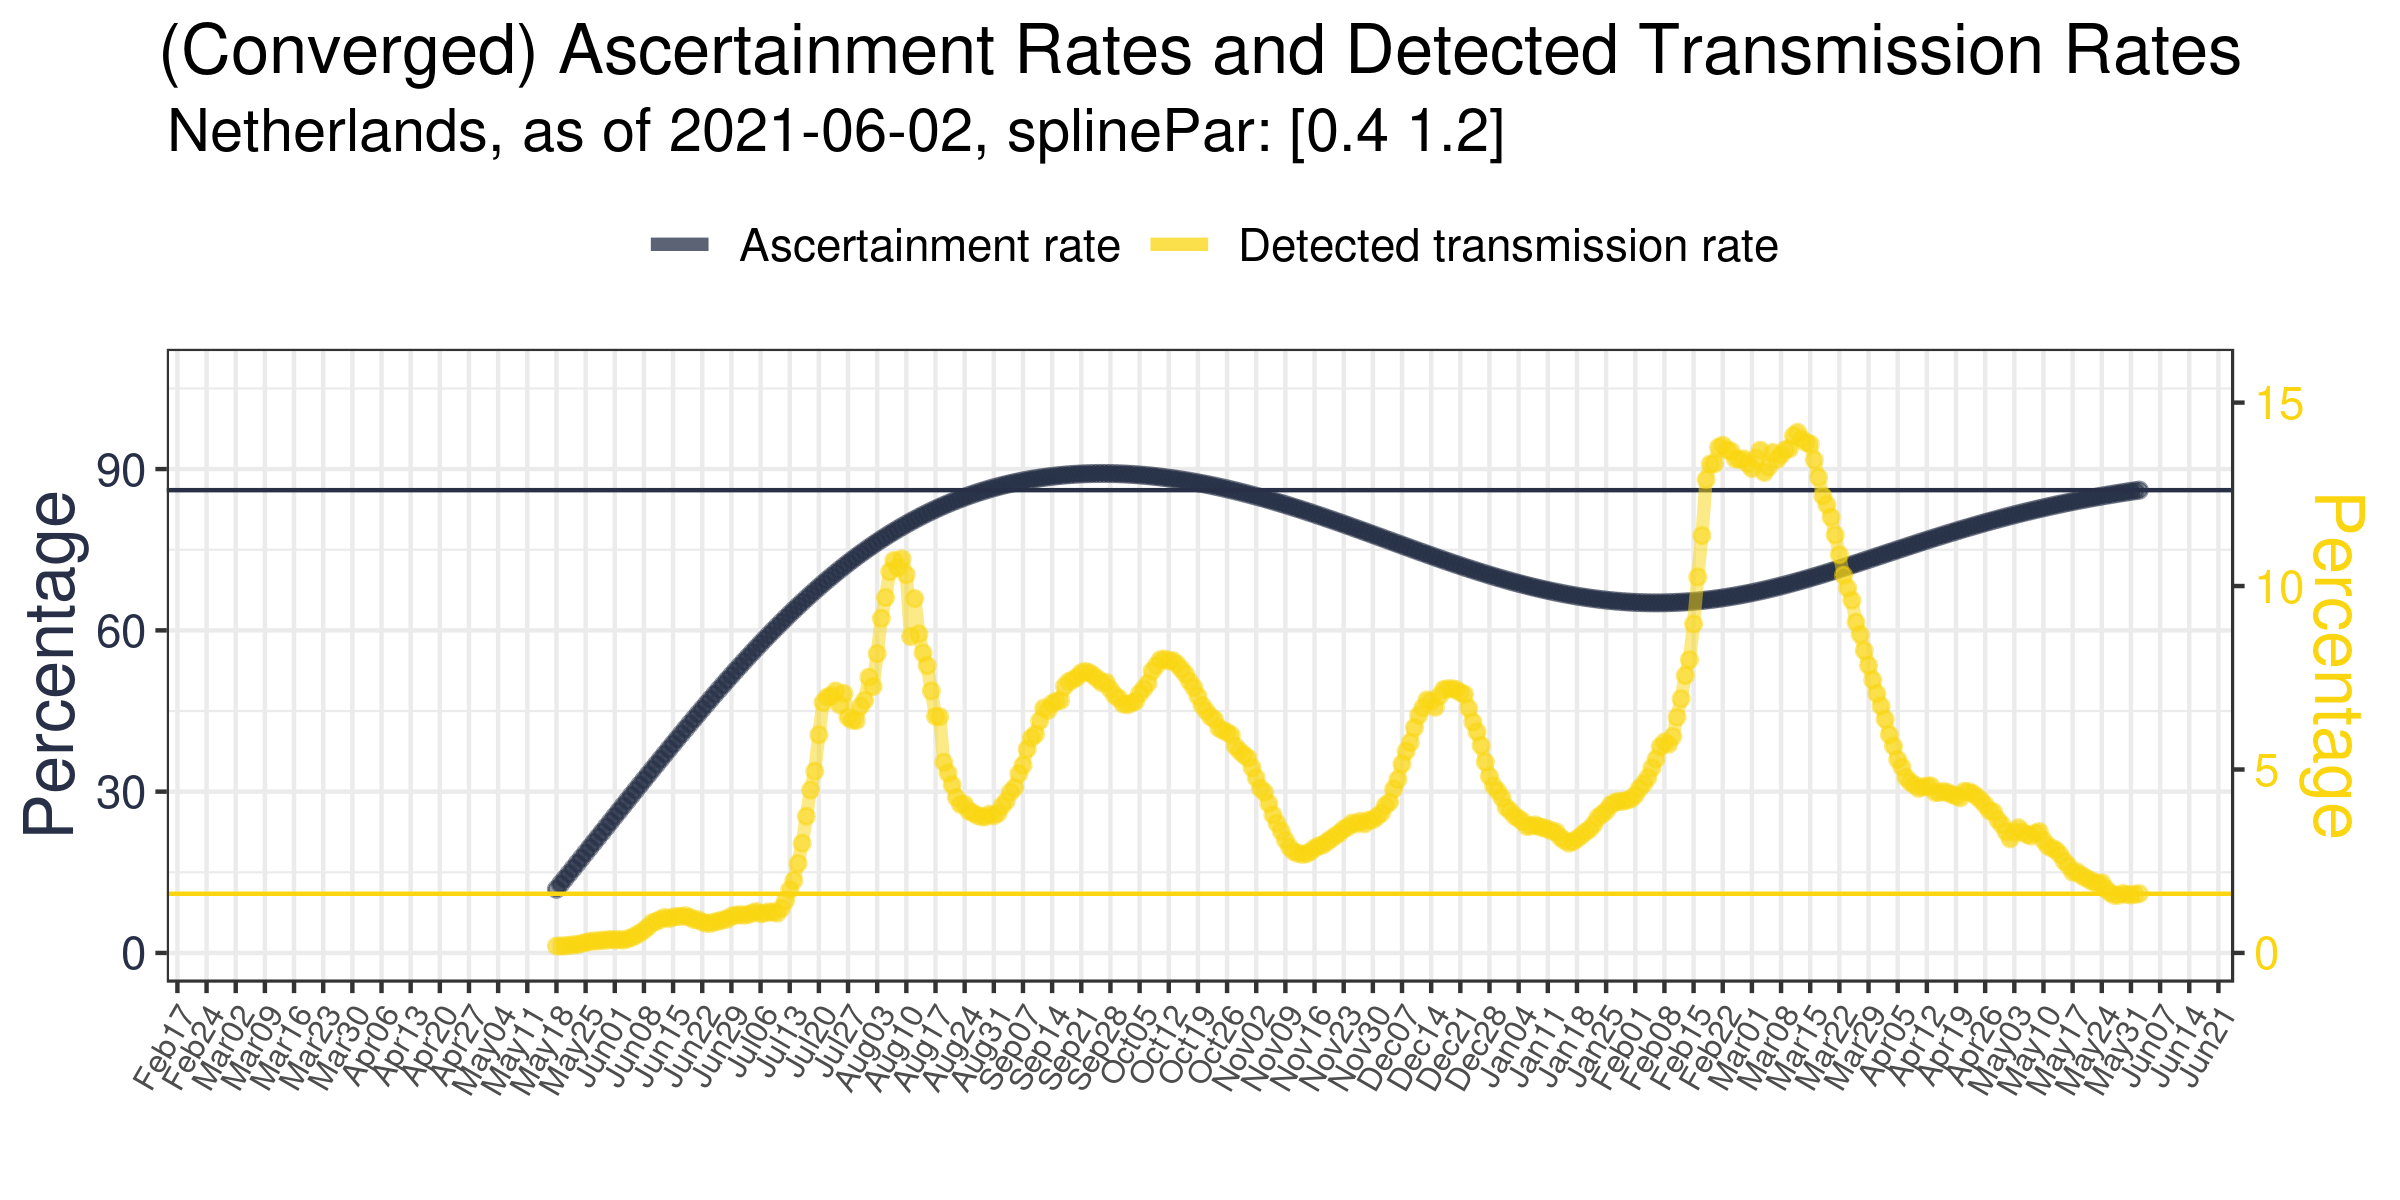 (Converged) Ascertainment Rates and Detected Transmission Rates
Netherlands, as of 2021-06-02, splinePar: [0.4 1.2]
Ascertainment rate
Detected transmission rate
Percentage
90
60
30
0
15
10
5
0
Percentage
Feb17
Feb24
Mar02
Mar09
Mar16
Mar23
Mar30
Apr06
Apr13
Apr20
Apr27
May04
May11
May18
May25
Jun01
Jun08
Jun15
Jun22
Jun29
Jul06
Jul13
Jul20
Jul27
Aug03
Aug10
Aug17
Aug24
Aug31
Sep07
Sep14
Sep21
Sep28
Oct05
Oct12
Oct19
Oct26
Nov02
Nov09
Nov16
Nov23
Nov30
Dec07
Dec14
Dec21
Dec28
Jan04
Jan11
Jan18
Jan25
Feb01
Feb08
Feb15
Feb22
Mar01
Mar08
Mar15
Mar22
Mar29
Apr05
Apr12
Apr19
Apr26
May03
May10
May17
May24
May31
Jun07
Jun14
Jun21